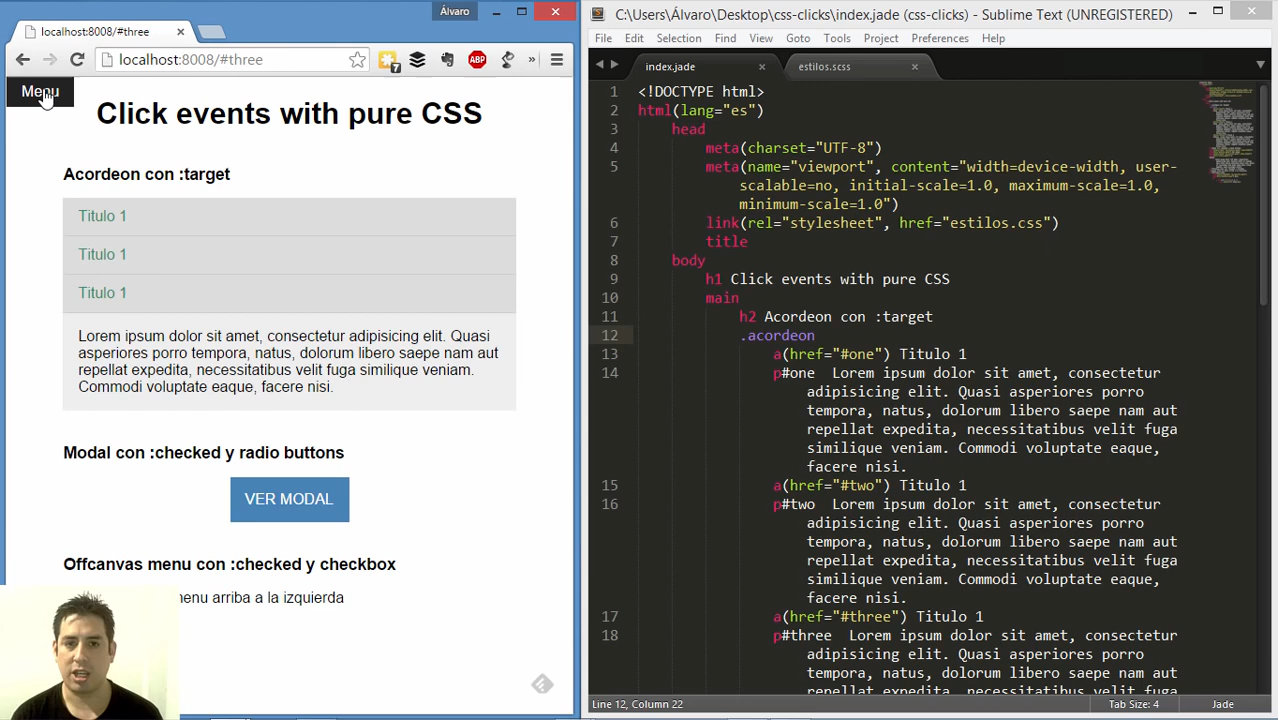 Álvaro
localhost:8008/#three
localhost:8008/#three
7
ABP
»
Menu
Click events with pure CSS
Acordeon con :target
Titulo 1
Titulo 1
Titulo 1
Lorem ipsum dolor sit amet, consectetur adipisicing elit. Quasi
asperiores porro tempora, natus, dolorum libero saepe nam aut
repellat expedita, necessitatibus velit fuga similique veniam.
Commodi voluptate eaque, facere nisi.
Modal con :checked y radio buttons
VER MODAL
Offcanvas menu con :checked y checkbox
menu arriba a la izquierda
C:\Users\Álvaro\Desktop\css-clicks\index.jade (css-clicks) - Sublime Text (UNREGISTERED)
File Edit Selection Find View Goto Tools Project Preferences Help
index.jade estilos.scss
1 <!DOCTYPE html>
2 html(lang="es")
3 head
4 meta(charset="UTF-8")
5 meta(name="viewport", content="width=device-width, user-
scalable=no, initial-scale=1.0, maximum-scale=1.0,
minimum-scale=1.0")
6 link(rel="stylesheet", href="estilos.css")
7 title
8 body
9 h1 Click events with pure CSS
10 main
11 h2 Acordeon con :target
12 .acordeon
13 a(href="#one") Titulo 1
14 p#one Lorem ipsum dolor sit amet, consectetur
adipisicing elit. Quasi asperiores porro
tempora, natus, dolorum libero saepe nam aut
repellat expedita, necessitatibus velit fuga
similique veniam. Commodi voluptate eaque,
facere nisi.
15 a(href="#two") Titulo 1
16 p#two Lorem ipsum dolor sit amet, consectetur
adipisicing elit. Quasi asperiores porro
tempora, natus, dolorum libero saepe nam aut
repellat expedita, necessitatibus velit fuga
similique veniam. Commodi voluptate eaque,
facere nisi.
17 a(href="#three") Titulo 1
18 p#three Lorem ipsum dolor sit amet, consectetur
adipisicing elit. Quasi asperiores porro
tempora, natus, dolorum libero saepe nam aut
repellat expedita, necessitatibus velit fuga
Line 12, Column 22 Tab Size: 4 Jade